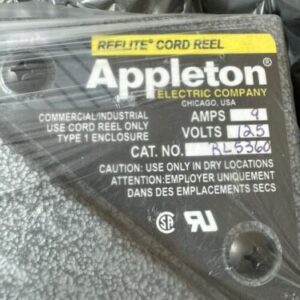 REELITE® CORD REEL
Appleton®
ELECTRIC COMPANY
CHICAGO, USA
COMMERCIAL/INDUSTRIAL AMPS 9
USE CORD REEL ONLY VOLTS 125
TYPE 1 ENCLOSURE
CAT. NO. RL5360
CAUTION: USE ONLY IN DRY LOCATIONS
ATTENTION: EMPLOYER UNIQUEMENT
DANS DES EMPLACEMENTS SECS